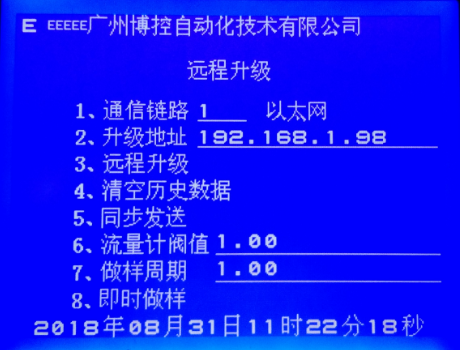 E EEEEE广州博控自动化技术有限公司
远程升级
1、通信链路 1 以太网
2、升级地址 192.168.1.98
3、远程升级
4、清空历史数据
5、同步发送
6、流量计阀值 1.00
7、做样周期 1.00
8、即时做样
2018年08月31日11时22分18秒